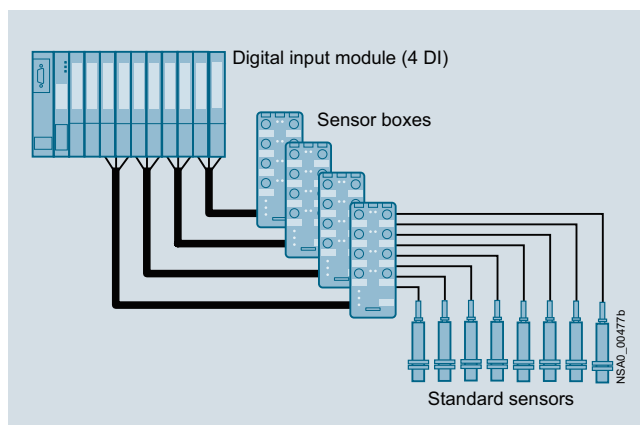 Digital input module (4 DI)
Sensor boxes
NSA0_00477b
Standard sensors